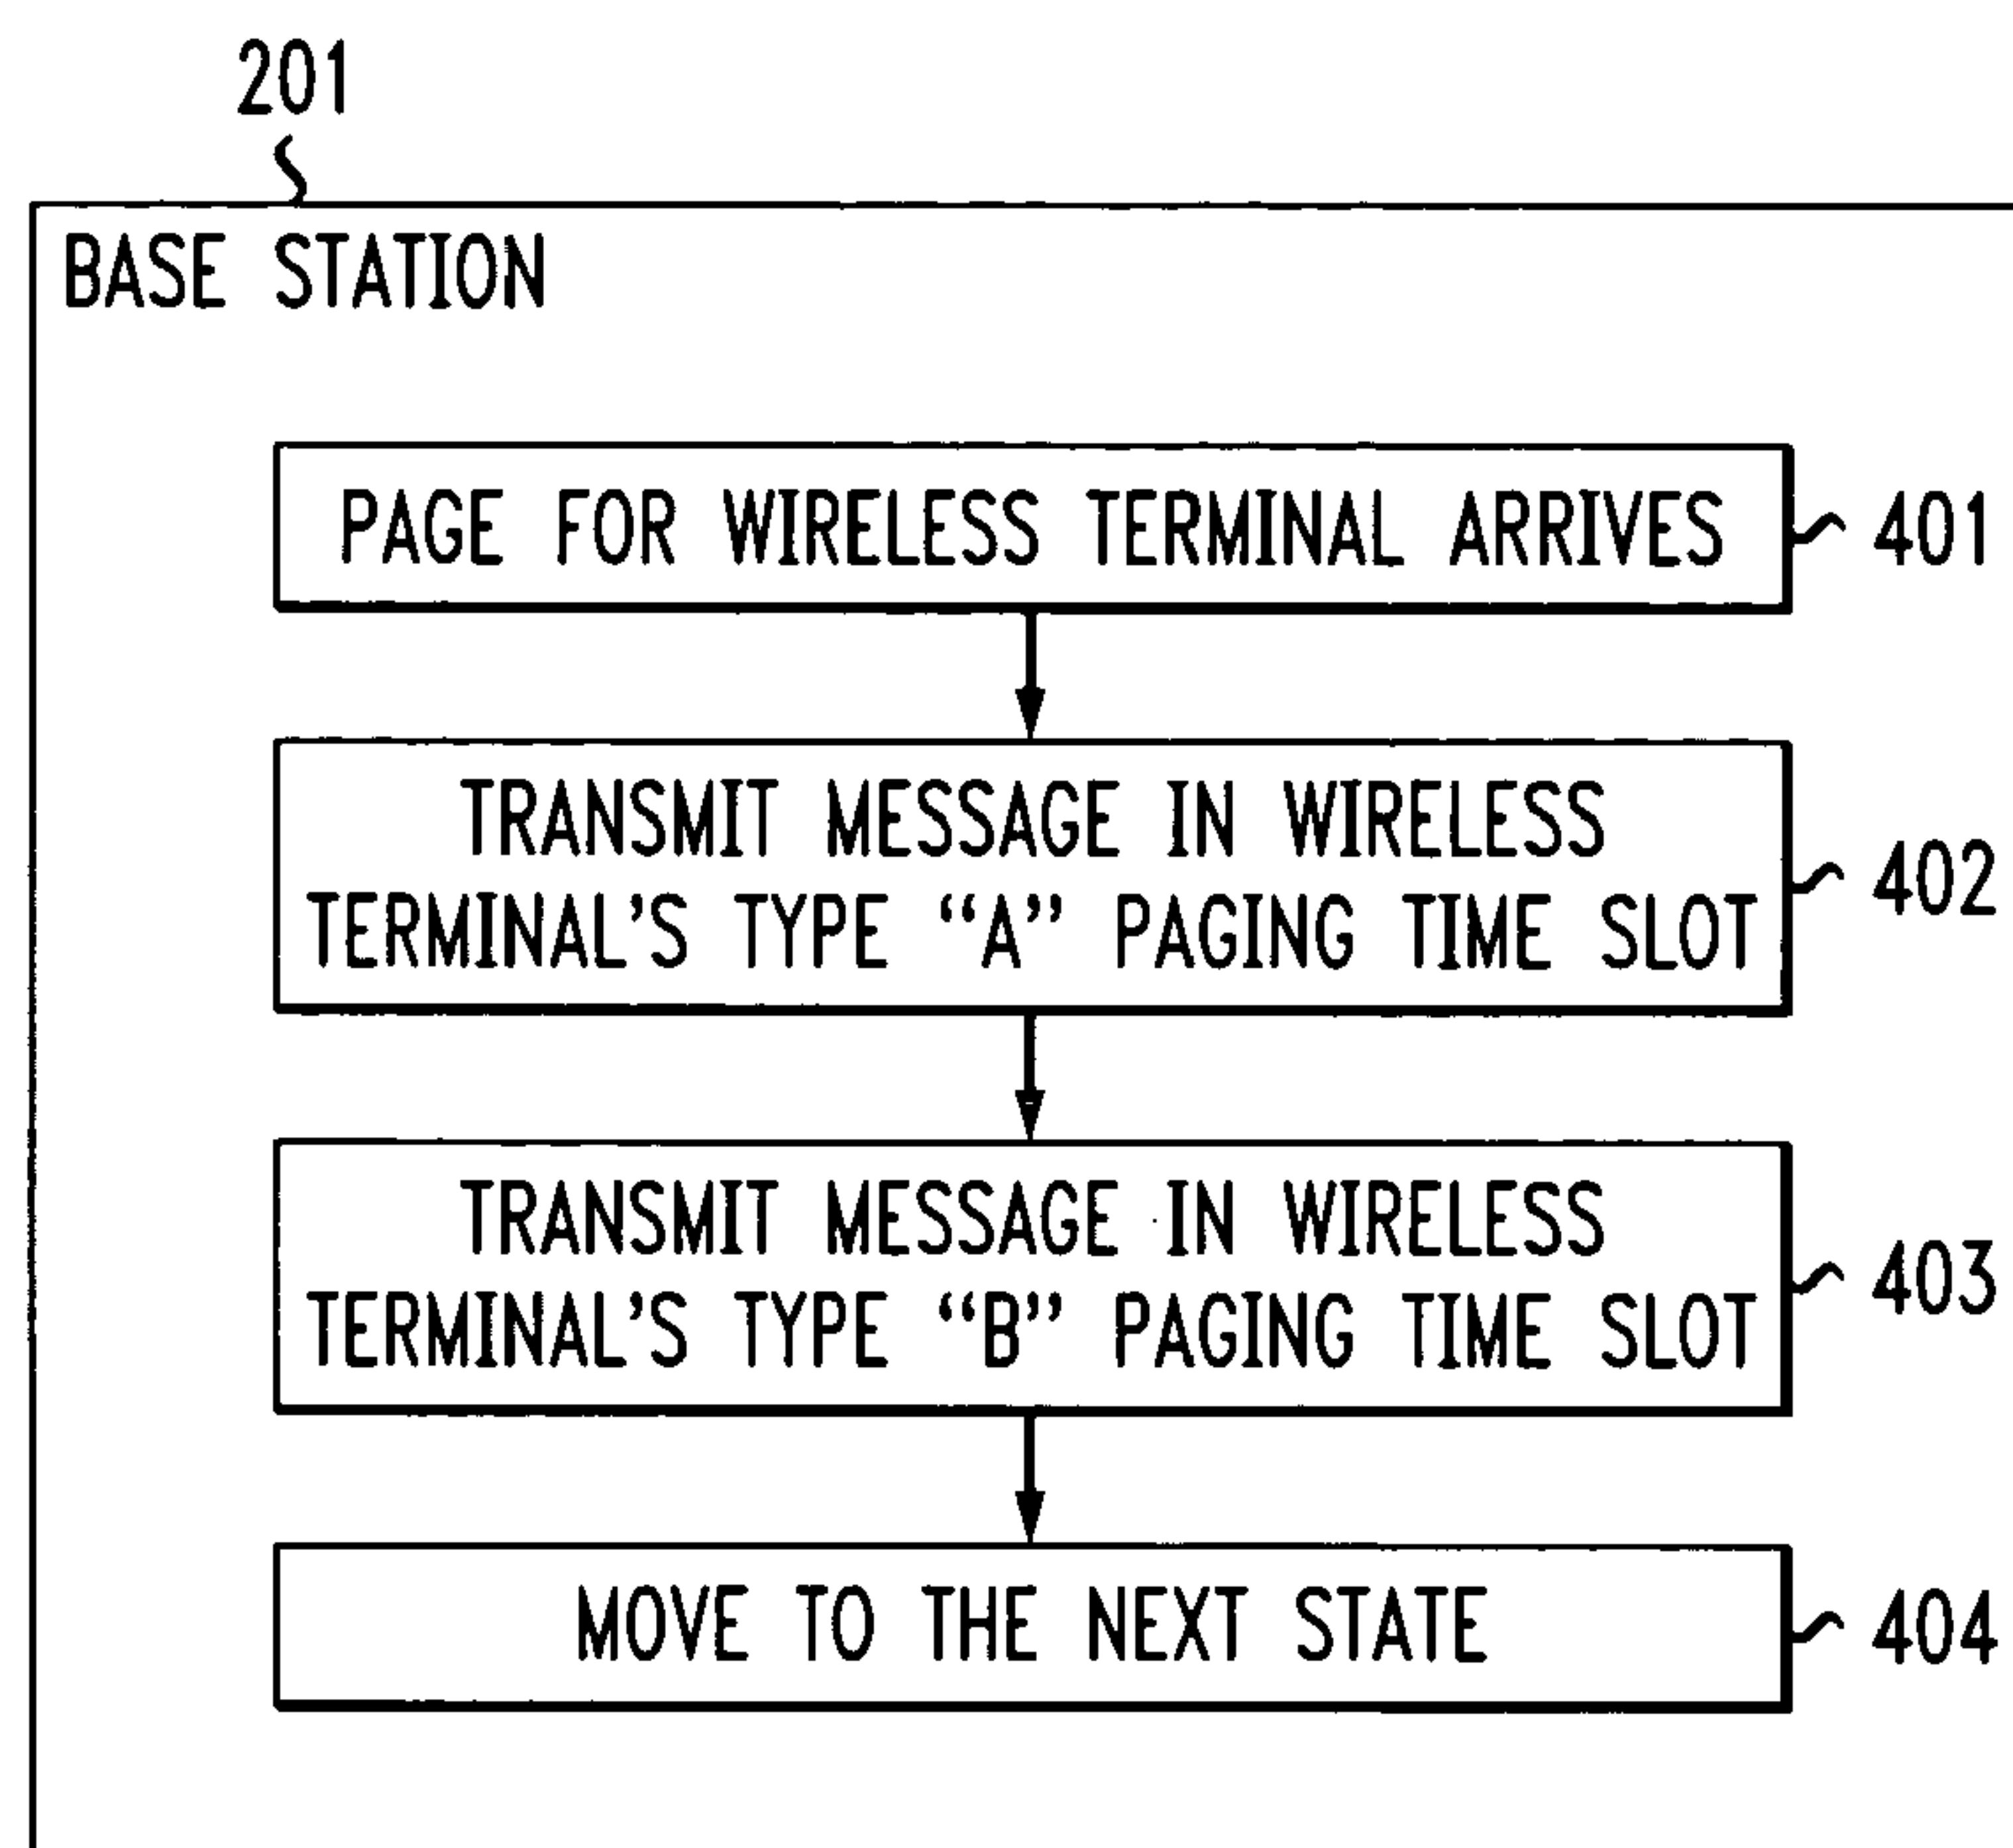 201
BASE STATION
PAGE FOR WIRELESS TERMINAL ARRIVES
401
TRANSMIT MESSAGE IN WIRELESS
TERMINAL'S TYPE “A” PAGING TIME SLOT
402
TRANSMIT MESSAGE IN WIRELESS
TERMINAL'S TYPE “B” PAGING TIME SLOT
403
MOVE TO THE NEXT STATE
404